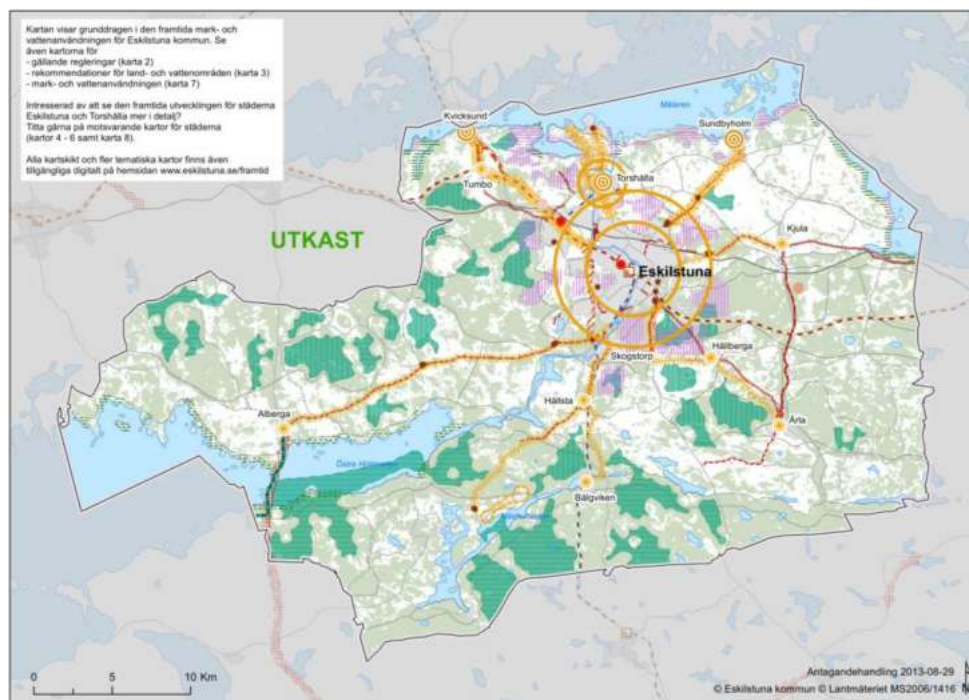 Kartan visar grunddragen i den framtida mark- och
vattenanvändningen för Eskilstuna kommun. Se
även kartorna för
- gällande regleringar (karta 2)
- rekommendationer för land- och vattenområden (karta 3)
- mark- och vattenanvändningen (karta 7)
Intresserad av att se den framtida utvecklingen för städerna
Eskilstuna och Torshälla mer i detalj?
Titta gärna på motsvarande kartor för städerna
(kartor 4 - 6 samt karta 8).
Alla kartskikt och fler tematiska kartor finns även
tillgängliga digitalt på hemsidan www.eskilstuna.se/framtid
Mälaren
Kvicksund
Sundbyholm
Tumbo
Torshälla
UTKAST
Kjula
Eskilstuna
Skogstorp
Hällberga
Alberga
Hällsta
Ärla
Östra
Bälgviken
0 5 10 Km
Antagandehandling 2013-08-29
© Eskilstuna kommun © Lantmäteriet MS2006/1416